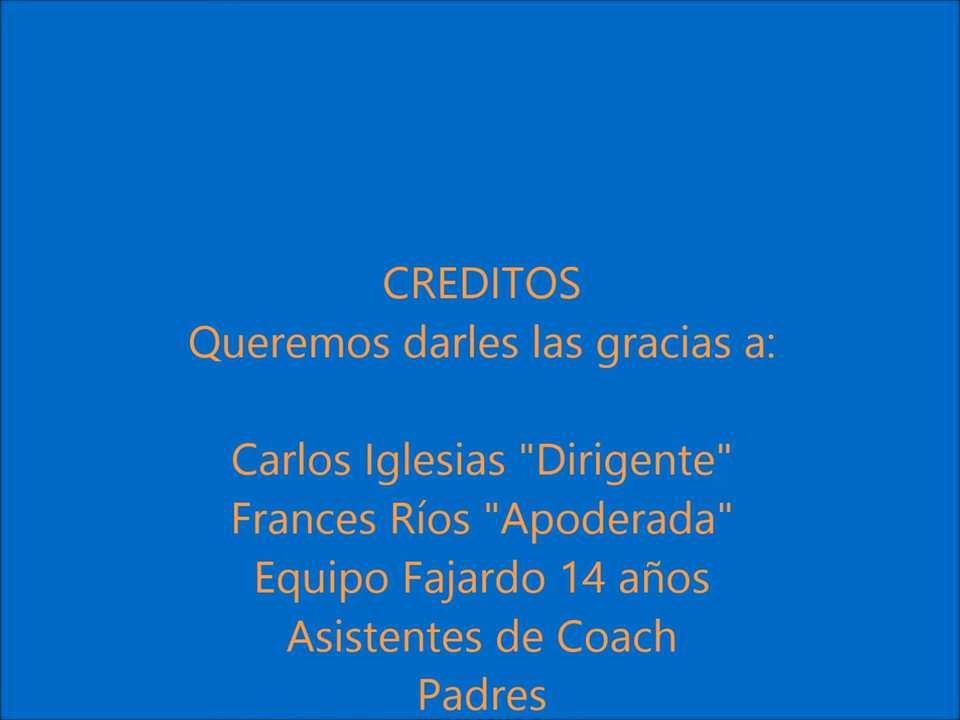 CREDITOS
Queremos darles las gracias a:
Carlos Iglesias "Dirigente"
Frances Ríos "Apoderada"
Equipo Fajardo 14 años
Asistentes de Coach
Padres